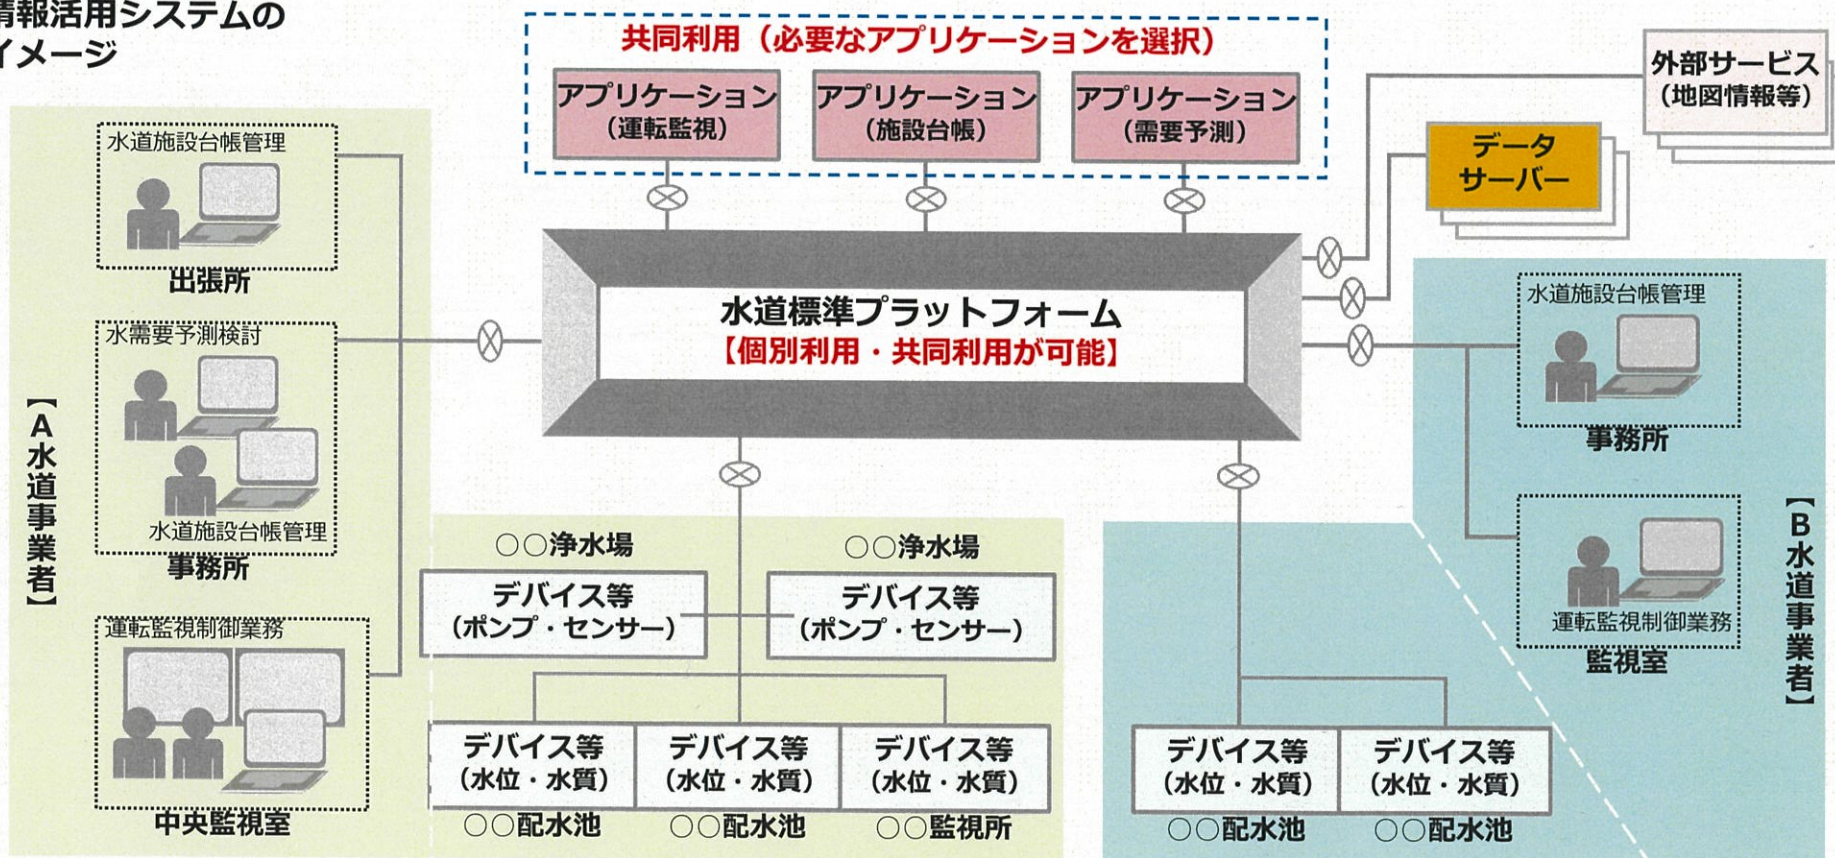 情報活用システムの
イメージ
共同利用（必要なアプリケーションを選択）
アプリケーション
（運転監視）
アプリケーション
（施設台帳）
アプリケーション
（需要予測）
外部サービス
（地図情報等）
データ
サーバー
水道標準プラットフォーム
【個別利用・共同利用が可能】
【A水道事業者】
水道施設台帳管理
出張所
水需要予測検討
水道施設台帳管理
事務所
運転監視制御業務
中央監視室
○○浄水場
デバイス等
（ポンプ・センサー）
○○浄水場
デバイス等
（ポンプ・センサー）
デバイス等
（水位・水質）
○○配水池
デバイス等
（水位・水質）
○○配水池
デバイス等
（水位・水質）
○○監視所
デバイス等
（水位・水質）
○○配水池
デバイス等
（水位・水質）
○○配水池
水道施設台帳管理
事務所
運転監視制御業務
監視室
【B水道事業者】